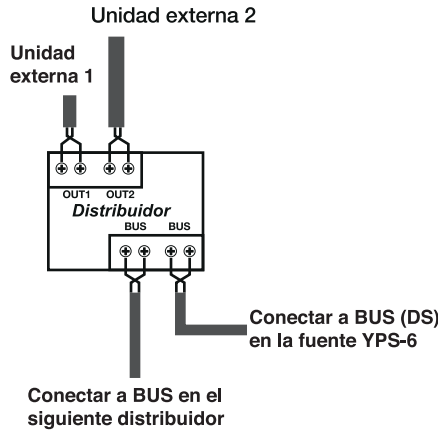 Unidad externa 2
Unidad
externa 1
OUT1 OUT2
Distribuidor
BUS BUS
Conectar a BUS (DS)
en la fuente YPS-6
Conectar a BUS en el
siguiente distribuidor